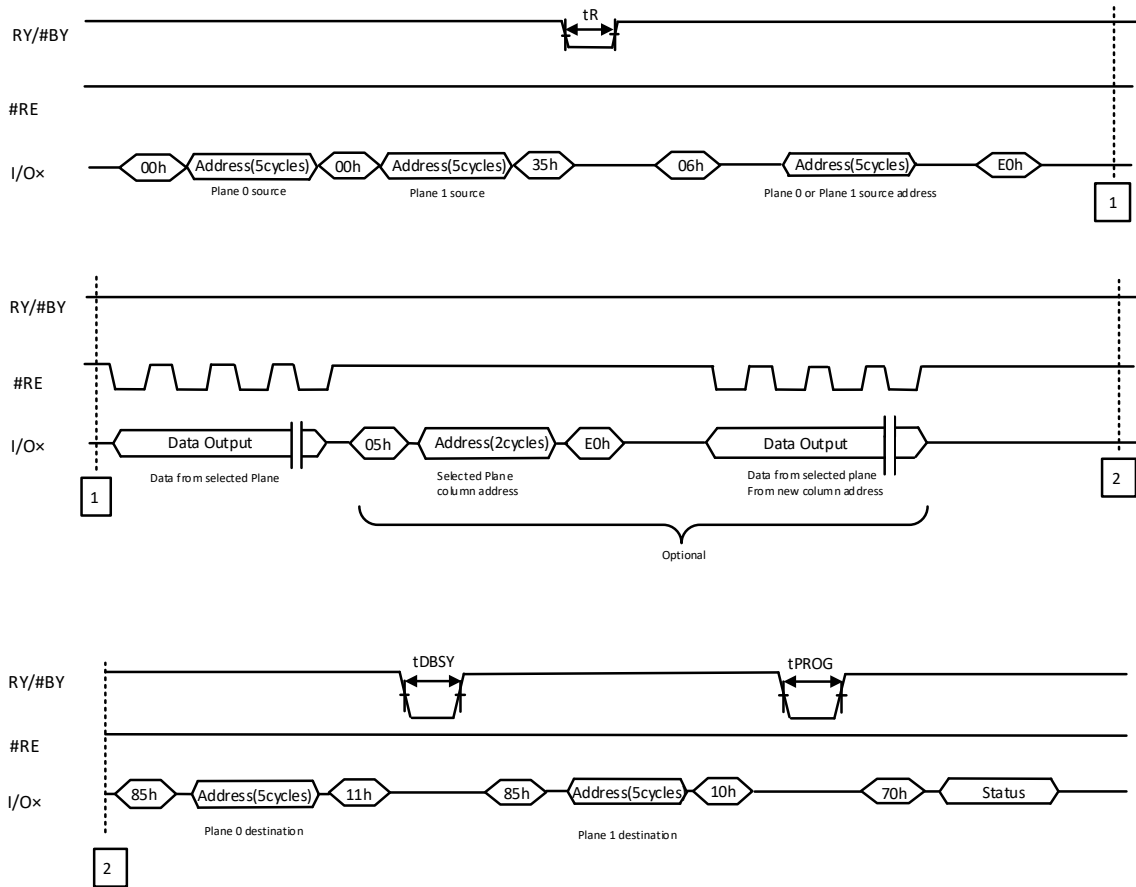 tR
RY/#BY
#RE
I/O×
00h Address(5cycles) 00h Address(5cycles) 35h 06h Address(5cycles) E0h
Plane 0 source Plane 1 source Plane 0 or Plane 1 source address
1
RY/#BY
#RE
I/O×
Data Output 05h Address(2cycles) E0h Data Output
Data from selected Plane
Selected Plane
column address
Data from selected plane
From new column address
1
2
Optional
tDBSY tPROG
RY/#BY
#RE
I/O×
85h Address(5cycles) 11h 85h Address(5cycles 10h 70h Status
Plane 0 destination Plane 1 destination
2